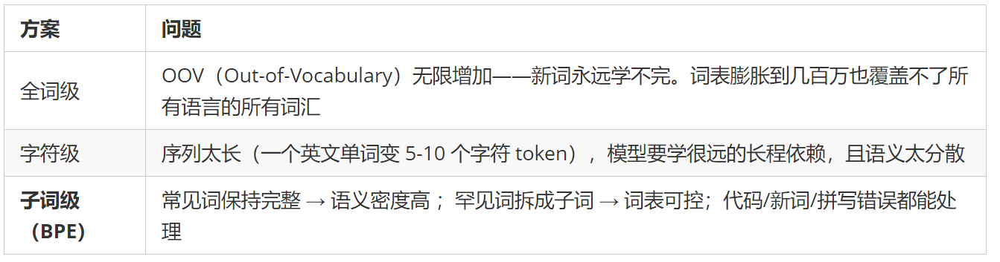 方案 问题
全词级 OOV（Out-of-Vocabulary）无限增加——新词永远学不完。词表膨胀到几百万也覆盖不了所
有语言的所有词汇
字符级 序列太长（一个英文单词变 5-10 个字符 token），模型要学很远的长程依赖，且语义太分散
子词级
（BPE）
常见词保持完整 → 语义密度高 ；罕见词拆成子词 → 词表可控；代码/新词/拼写错误都能处
理